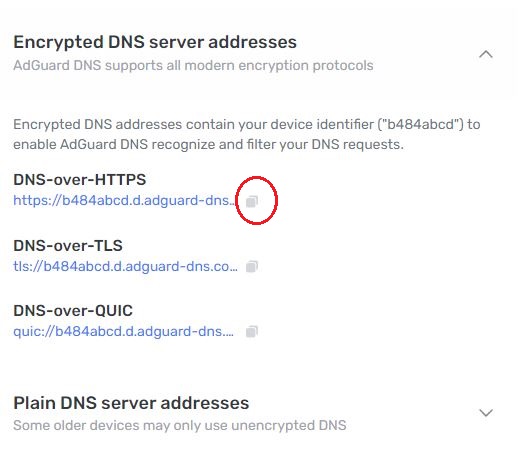 Encrypted DNS server addresses
AdGuard DNS supports all modern encryption protocols
Encrypted DNS addresses contain your device identifier ("b484abcd") to
enable AdGuard DNS recognize and filter your DNS requests.
DNS-over-HTTPS
https://b484abcd.d.adguard-dns...
DNS-over-TLS
tls://b484abcd.d.adguard-dns.co...
DNS-over-QUIC
quic://b484abcd.d.adguard-dns....
Plain DNS server addresses
Some older devices may only use unencrypted DNS